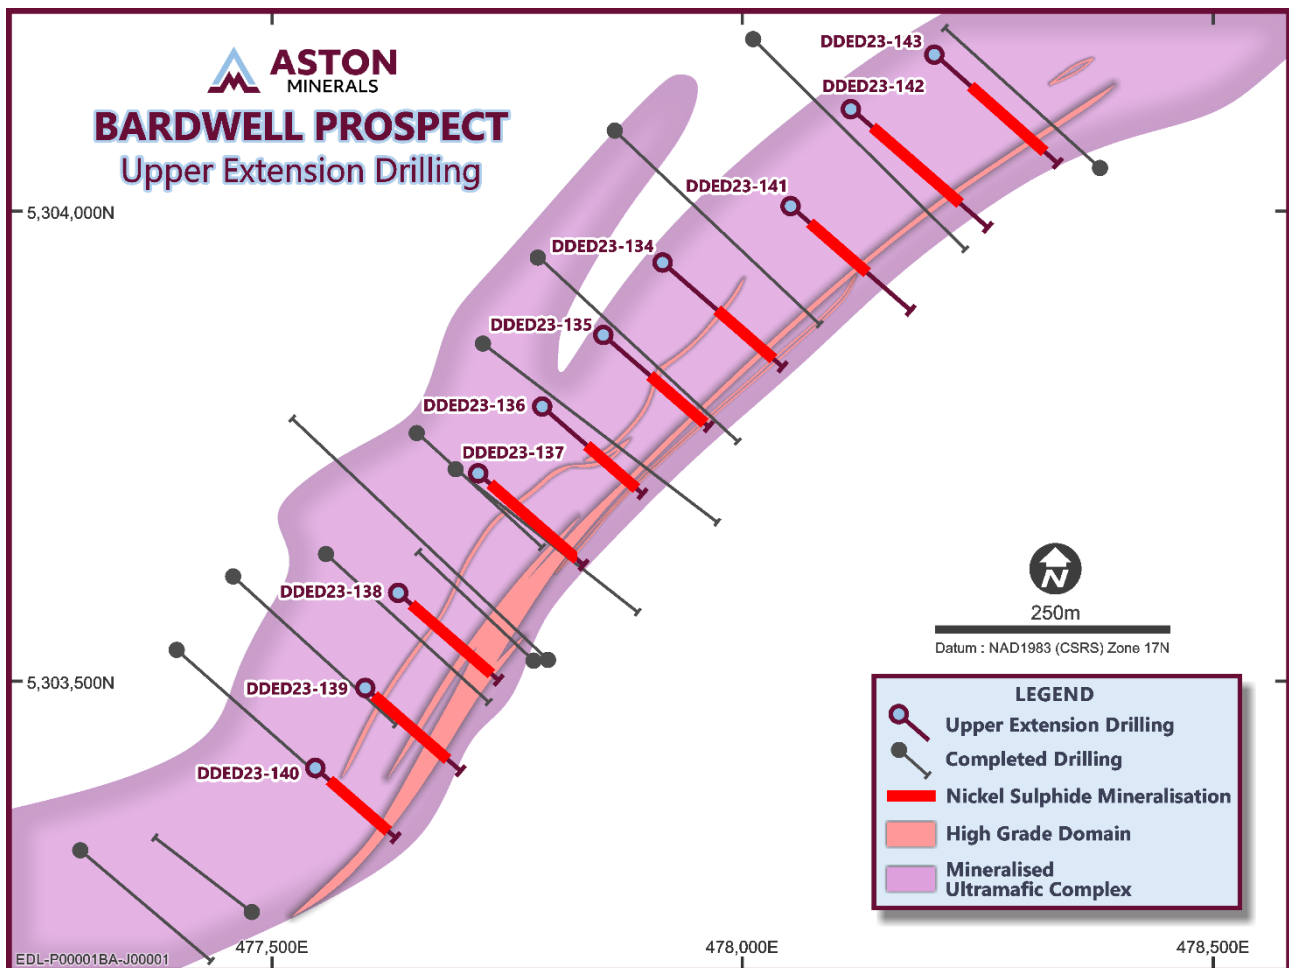 ASTON
MINERALS
BARDWELL PROSPECT
Upper Extension Drilling
DDED23-143
DDED23-142
DDED23-141
DDED23-134
DDED23-135
DDED23-136
DDED23-137
DDED23-138
DDED23-139
DDED23-140
5,304,000N
5,303,500N
N
250m
Datum : NAD1983 (CSRS) Zone 17N
LEGEND
Upper Extension Drilling
Completed Drilling
Nickel Sulphide Mineralisation
High Grade Domain
Mineralised
Ultramafic Complex
477,500E
478,000E
478,500E
EDL-P00001BA-J00001